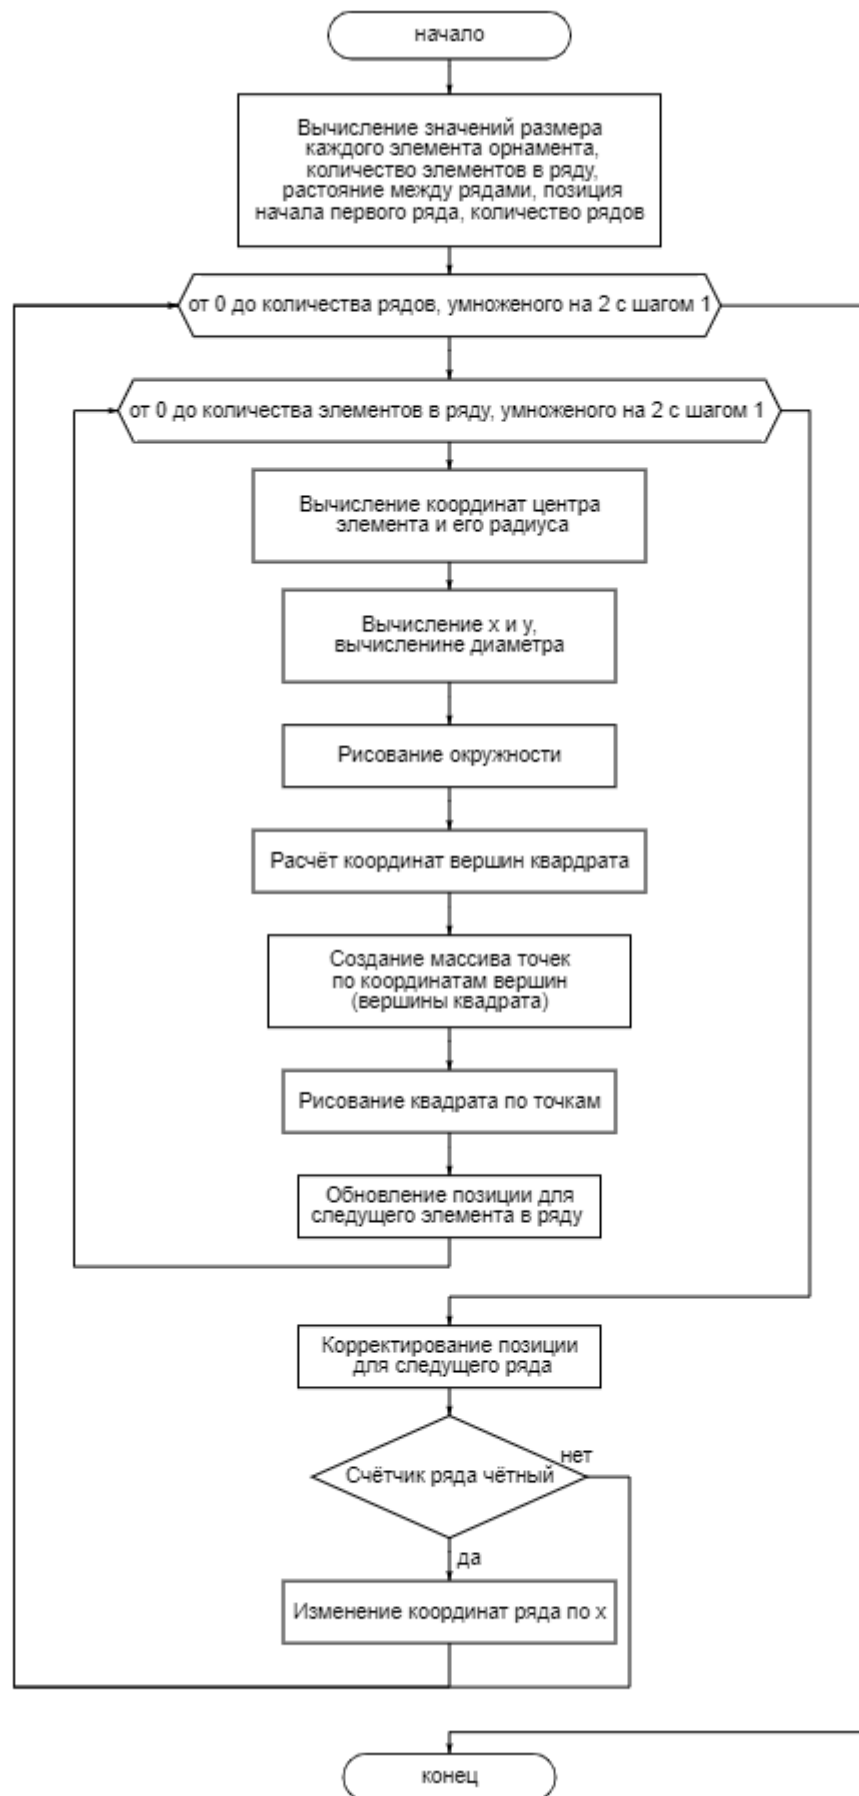 начало
Вычисление значений размера
каждого элемента орнамента,
количество элементов в ряду,
растояние между рядами, позиция
начала первого ряда, количество рядов
от 0 до количества рядов, умноженого на 2 с шагом 1
от 0 до количества элементов в ряду, умноженого на 2 с шагом 1
Вычисление координат центра
элемента и его радиуса
Вычисление x и y,
вычисленине диаметра
Рисование окружности
Расчёт координат вершин квардрата
Создание массива точек
по координатам вершин
(вершины квадрата)
Рисование квадрата по точкам
Обновление позиции для
следущего элемента в ряду
Корректирование позиции
для следущего ряда
нет
Счётчик ряда чётный
да
Изменение координат ряда по x
конец